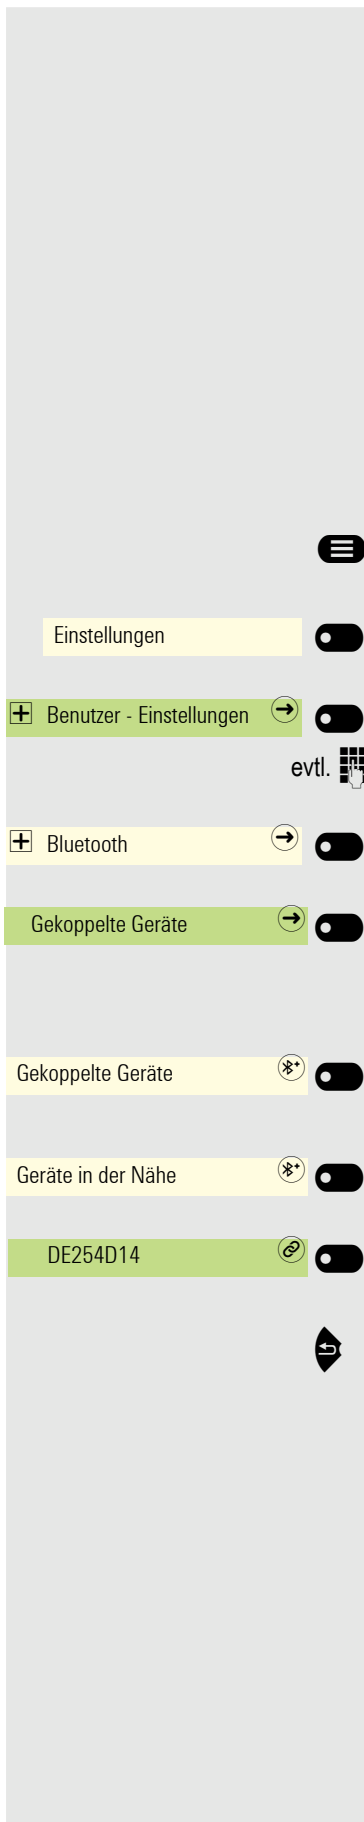 Einstellungen
Benutzer - Einstellungen
evtl.
Bluetooth
Gekoppelte Geräte
Gekoppelte Geräte
Geräte in der Nähe
DE254D14